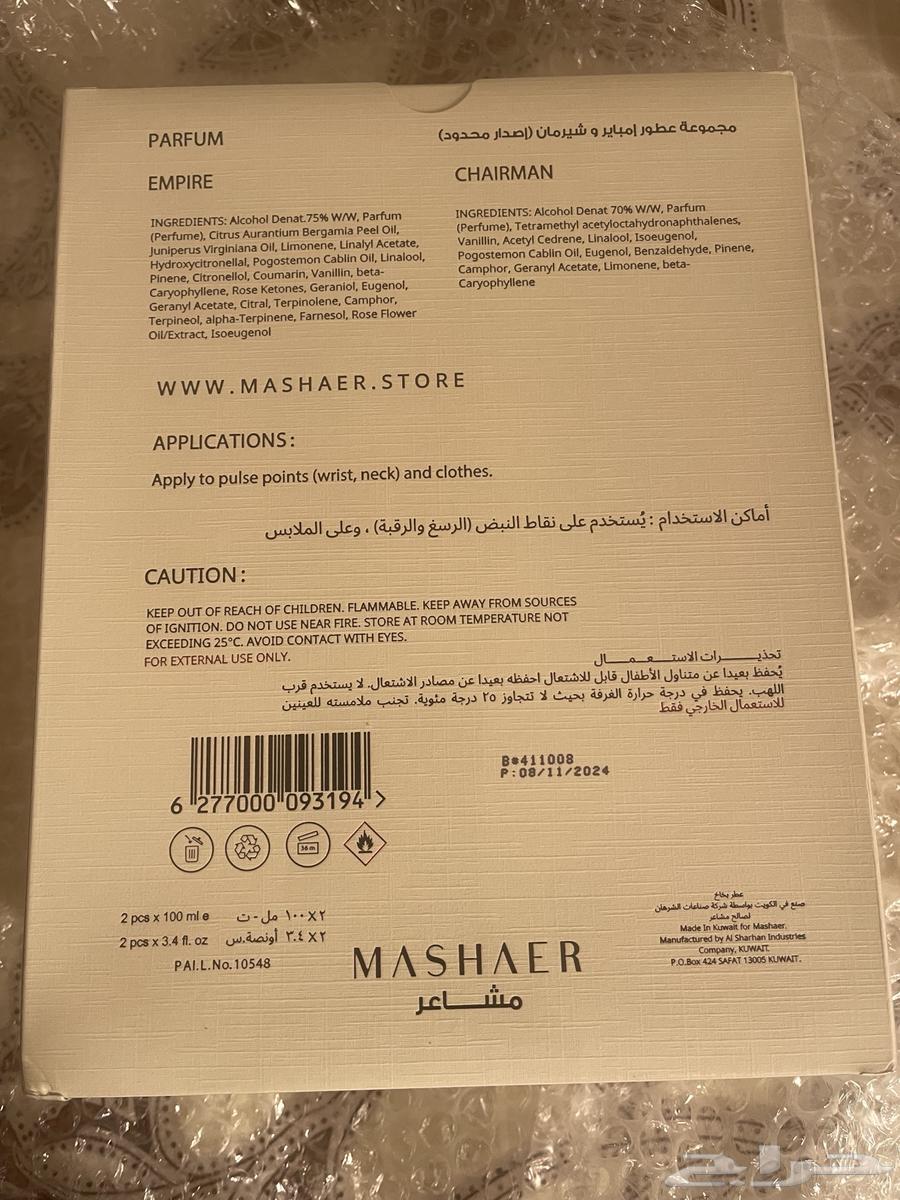 PARFUM
مجموعة عطور إمباير و شيرمان (إصدار محدود)
EMPIRE
INGREDIENTS: Alcohol Denat.75% W/W, Parfum
(Perfume), Citrus Aurantium Bergamia Peel Oil,
Juniperus Virginiana Oil, Limonene, Linalyl Acetate,
Hydroxycitronellal, Pogostemon Cablin Oil, Linalool,
Pinene, Citronellol, Coumarin, Vanillin, beta-
Caryophyllene, Rose Ketones, Geraniol, Eugenol,
Geranyl Acetate, Citral, Terpinolene, Camphor,
Terpineol, alpha-Terpinene, Farnesol, Rose Flower
Oil/Extract, Isoeugenol
CHAIRMAN
INGREDIENTS: Alcohol Denat 70% W/W, Parfum
(Perfume), Tetramethyl acetyloctahydronaphthalenes,
Vanillin, Acetyl Cedrene, Linalool, Isoeugenol,
Pogostemon Cablin Oil, Eugenol, Benzaldehyde, Pinene,
Camphor, Geranyl Acetate, Limonene, beta-
Caryophyllene
WWW.MASHAER.STORE
APPLICATIONS:
Apply to pulse points (wrist, neck) and clothes.
أماكن الاستخدام : يُستخدم على نقاط النبض (الرسغ والرقبة) ، وعلى الملابس
CAUTION:
KEEP OUT OF REACH OF CHILDREN. FLAMMABLE. KEEP AWAY FROM SOURCES
OF IGNITION. DO NOT USE NEAR FIRE. STORE AT ROOM TEMPERATURE NOT
EXCEEDING 25°C. AVOID CONTACT WITH EYES.
FOR EXTERNAL USE ONLY.
تحذيـــــرات الاستـــعـــمـــال
يُحفظ بعيدا عن متناول الأطفال قابل للاشتعال احفظه بعيدا عن مصادر الاشتعال. لا يستخدم قرب
اللهب. يحفظ في درجة حرارة الغرفة بحيث لا تتجاوز ٢٥ درجة مئوية. تجنب ملامسته للعينين
للاستعمال الخارجي فقط
6 277000 093194 >
B#411008
P:08/11/2024
36 m
2 pcs x 100 ml e
٢X ١٠٠ مل - ت
2 pcs x 3.4 fl. oz
٢X ٣.٤ أونصة.س
PAI.L.No.10548
MASHAER
مشـــاعر
عطر بخاخ
صنع في الكويت بواسطة شركة صناعات الشرهان
لصالح مشاعر
Made In Kuwait for Mashaer.
Manufactured by Al Sharhan Industries
Company, KUWAIT.
P.O.Box 424 SAFAT 13005 KUWAIT.
حراج